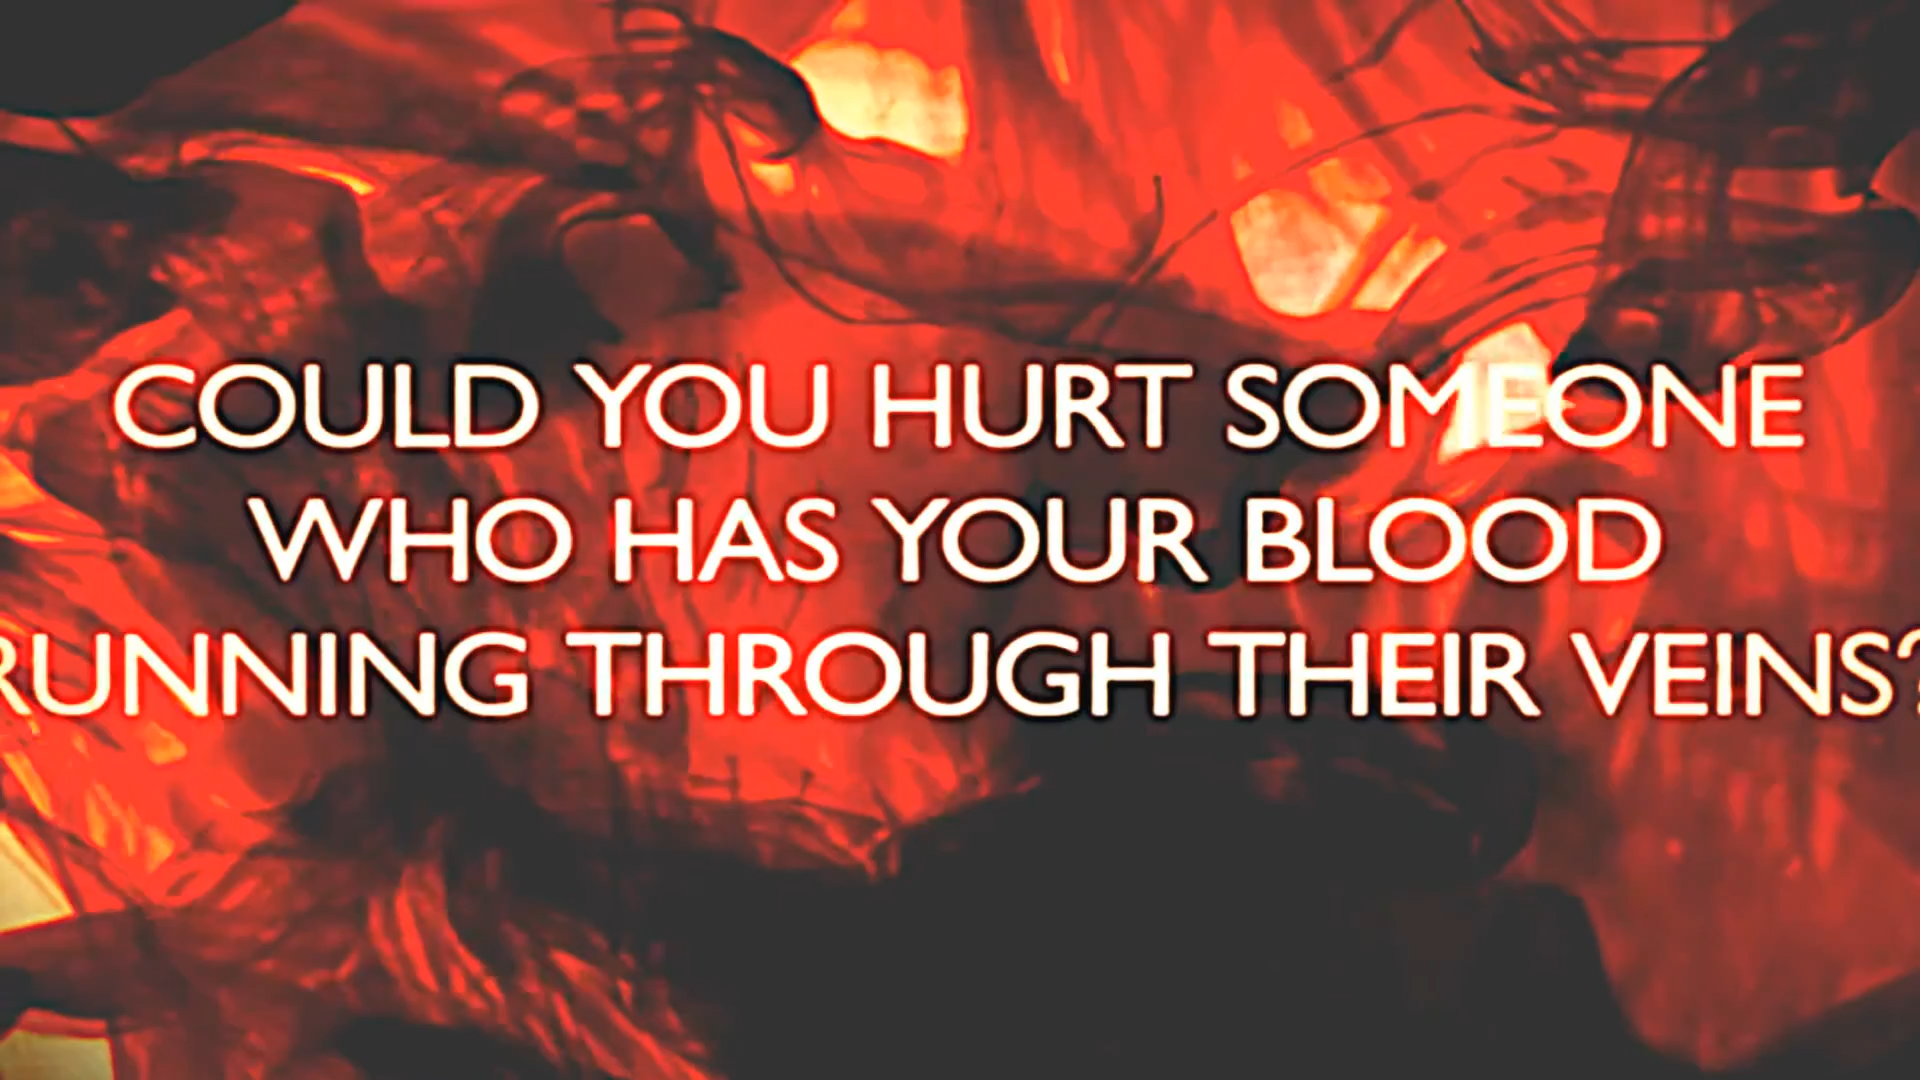 COULD YOU HURT SOMEONE
WHO HAS YOUR BLOOD
RUNNING THROUGH THEIR VEINS?